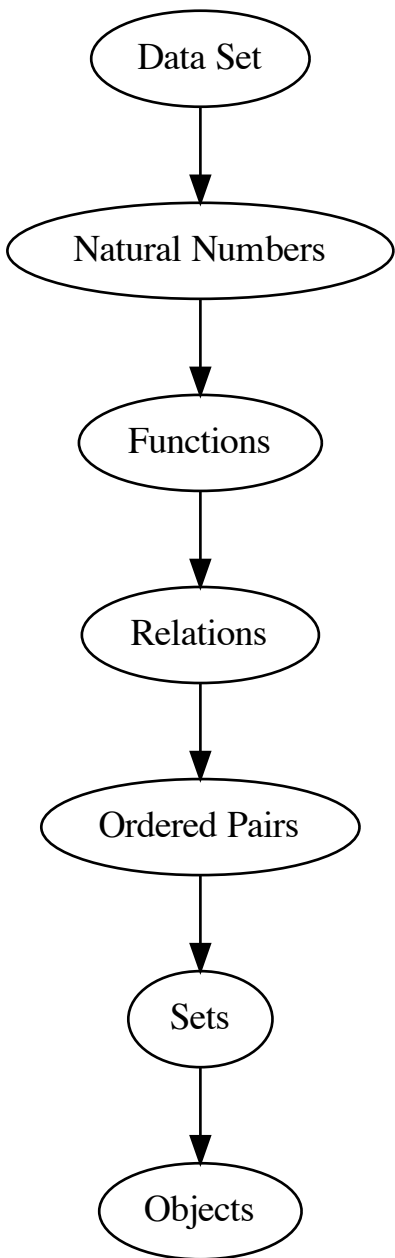 Data Set
Natural Numbers
Functions
Relations
Ordered Pairs
Sets
Objects